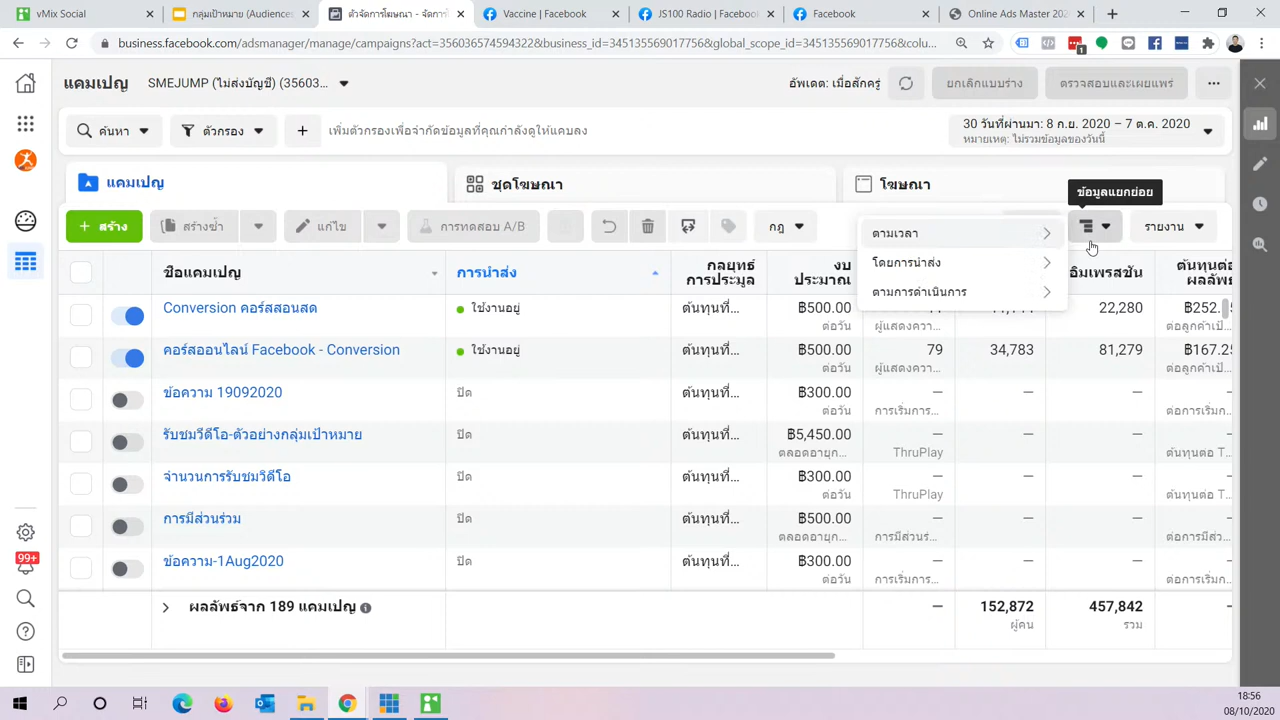 vMix Social
กลุ่มเป้าหมาย (Audience
ตัวจัดการโฆษณา - จัดการโ
Vaccine | Facebook
JS100 Radio | Facebook
Facebook
Online Ads Master 202
business.facebook.com/adsmanager/manage/campaigns?act=356036574594322&business_id=345135569017756&global_scope_id=345135569017756&colu...
1
แคมเปญ
SMEJUMP (ไม่ส่งบัญชี) (35603...
อัพเดต: เมื่อสักครู่
ยกเลิกแบบร่าง
ตรวจสอบและเผยแพร่
ค้นหา
ตัวกรอง
เพิ่มตัวกรองเพื่อจำกัดข้อมูลที่คุณกำลังดูให้แคบลง
30 วันที่ผ่านมา: 8 ก.ย. 2020 – 7 ต.ค. 2020
หมายเหตุ: ไม่รวมข้อมูลของวันนี้
แคมเปญ
ชุดโฆษณา
โฆษณา
ข้อมูลแยกย่อย
+ สร้าง
สร้างซ้ำ
แก้ไข
การทดสอบ A/B
กฎ
รายงาน
ตามเวลา
โดยการนำส่ง
ตามการดำเนินการ
ชื่อแคมเปญ
การนำส่ง
กลยุทธ์
การประมูล
งบ
ประมาณ
อิมเพรสชัน
ต้นทุนต่อ
ผลลัพธ์
Conversion คอร์สสอนสด
ใช้งานอยู่
ต้นทุนที่...
฿500.00
ต่อวัน
ผู้แสดงควา...
22,280
฿252.
ต่อลูกค้าเป้...
คอร์สออนไลน์ Facebook - Conversion
ใช้งานอยู่
ต้นทุนที่...
฿500.00
ต่อวัน
79
ผู้แสดงควา...
34,783
81,279
฿167.25
ต่อลูกค้าเป้...
ข้อความ 19092020
ปิด
ต้นทุนที่...
฿300.00
ต่อวัน
—
การเริ่มการ...
—
—
—
ต่อการเริ่ม...
รับชมวีดีโอ-ตัวอย่างกลุ่มเป้าหมาย
ปิด
ต้นทุนที่...
฿5,450.00
ตลอดอายุก...
—
ThruPlay
—
—
—
ต้นทุนต่อ T...
จำนวนการรับชมวิดีโอ
ปิด
ต้นทุนที่...
฿300.00
ต่อวัน
—
ThruPlay
—
—
—
ต้นทุนต่อ T...
การมีส่วนร่วม
ปิด
ต้นทุนที่...
฿500.00
ตลอดอายุก...
—
การมีส่วนร่...
—
—
—
ต่อการมีส่...
ข้อความ-1Aug2020
ปิด
ต้นทุนที่...
฿300.00
ต่อวัน
—
การเริ่มการ...
—
—
—
ต่อการเริ่ม...
ผลลัพธ์จาก 189 แคมเปญ
—
152,872
ผู้คน
457,842
รวม
—
99+
18:56
08/10/2020